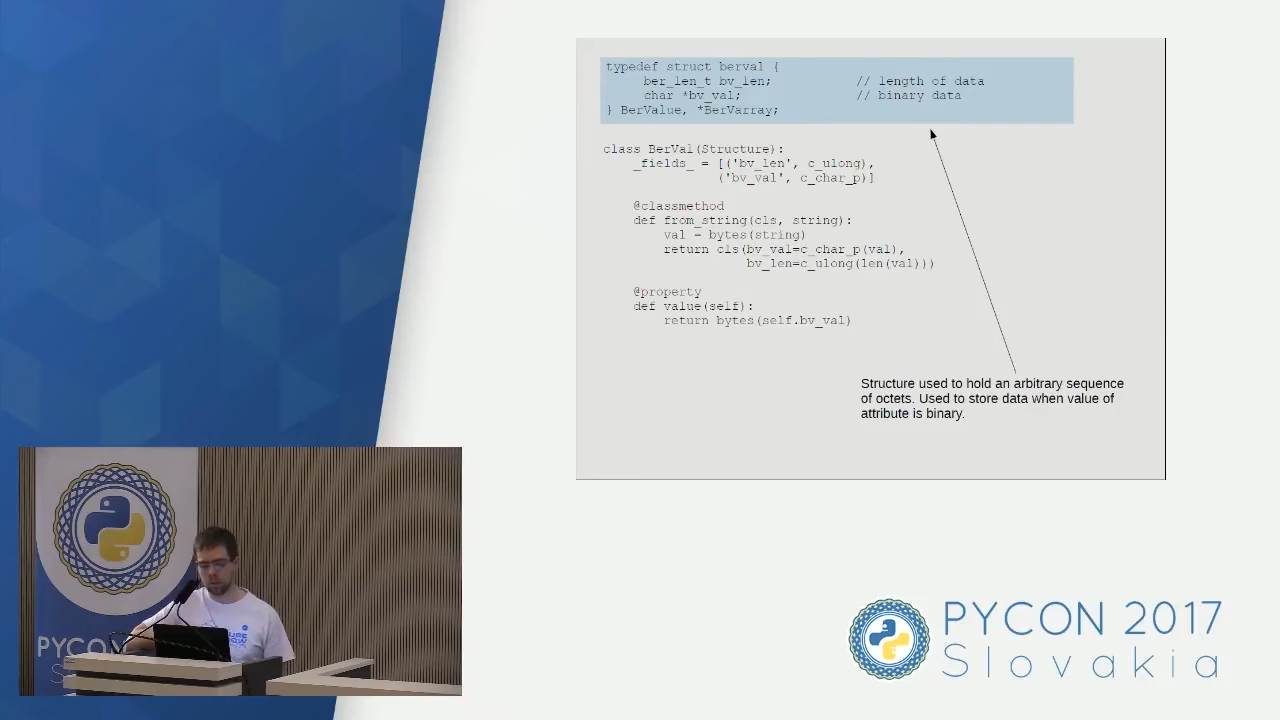 typedef struct berval {
ber_len_t bv_len; // length of data
char *bv_val; // binary data
} BerValue, *BerVarray;
class BerVal(Structure):
_fields_ = [('bv_len', c_ulong),
('bv_val', c_char_p)]
@classmethod
def from_string(cls, string):
val = bytes(string)
return cls(bv_val=c_char_p(val),
bv_len=c_ulong(len(val)))
@property
def value(self):
return bytes(self.bv_val)
Structure used to hold an arbitrary sequence
of octets. Used to store data when value of
attribute is binary.
PYCON
PYCON 2017
Slovakia